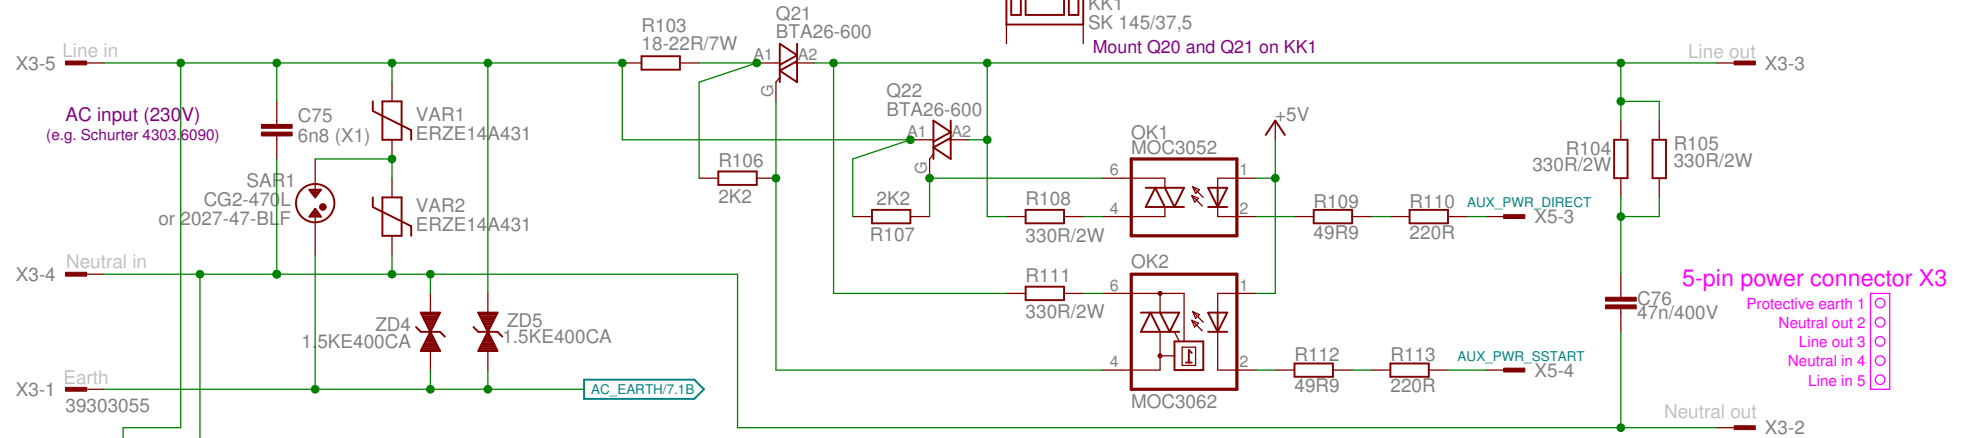 KK1
SK 145/37,5
Mount Q20 and Q21 on KK1
Q21
BTA26-600
R103
18-22R/7W
A1
A2
G
Line in
X3-5
Line out
X3-3
AC input (230V)
(e.g. Schurter 4303.6090)
C75
6n8 (X1)
VAR1
ERZE14A431
Q22
BTA26-600
A1
A2
G
+5V
OK1
MOC3052
6
1
4
2
R104
330R/2W
R105
330R/2W
SAR1
CG2-470L
or 2027-47-BLF
VAR2
ERZE14A431
R106
2K2
2K2
R107
R108
330R/2W
R109
49R9
R110
220R
AUX_PWR_DIRECT
X5-3
Neutral in
X3-4
OK2
6
1
4
2
MOC3062
R111
330R/2W
ZD4
1.5KE400CA
ZD5
1.5KE400CA
R112
49R9
R113
220R
AUX_PWR_SSTART
X5-4
C76
47n/400V
5-pin power connector X3
Protective earth 1
Neutral out 2
Line out 3
Neutral in 4
Line in 5
Earth
X3-1
39303055
AC_EARTH/7.1B
Neutral out
X3-2